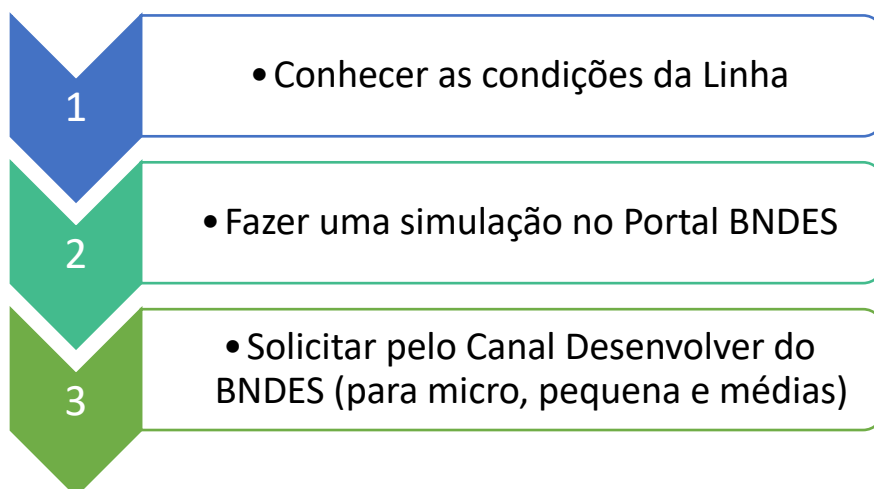 1
• Conhecer as condições da Linha
2
• Fazer uma simulação no Portal BNDES
3
• Solicitar pelo Canal Desenvolver do
BNDES (para micro, pequena e médias)